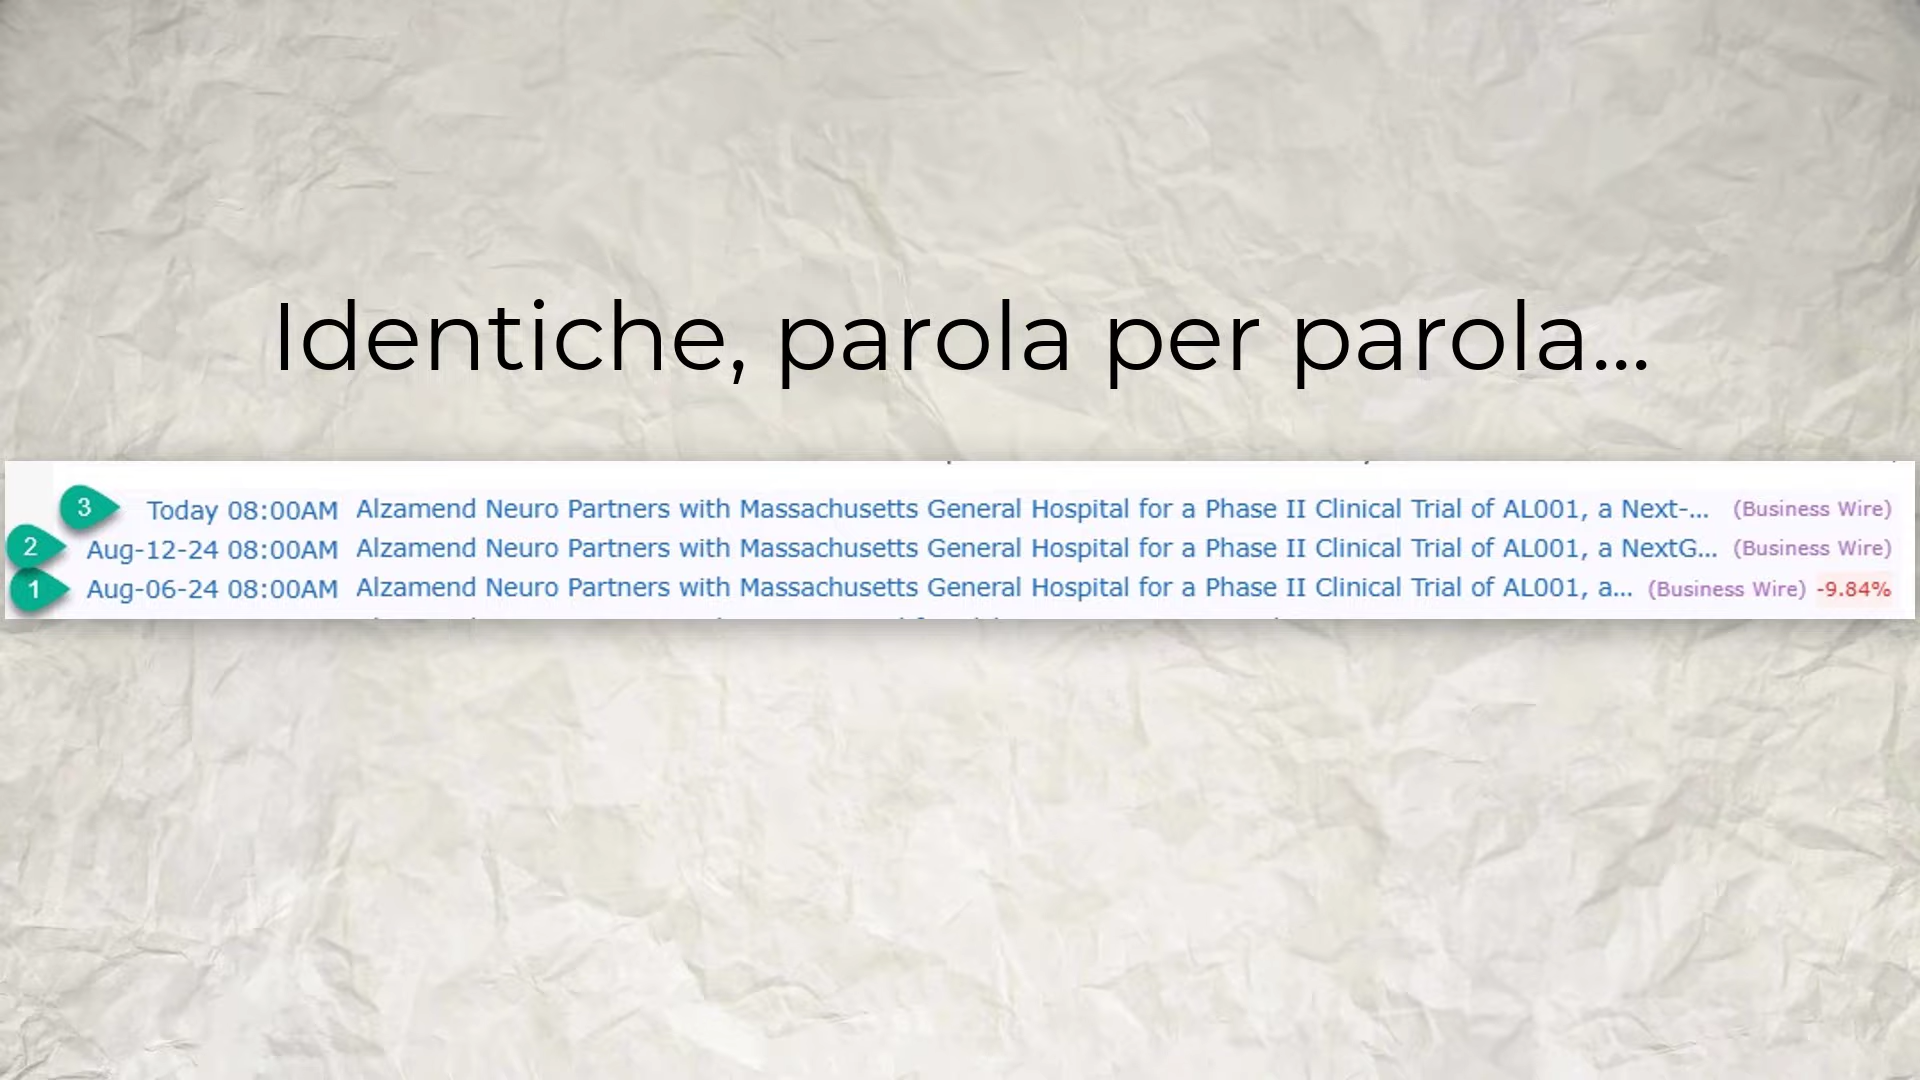 Identiche, parola per parola...
3 Today 08:00AM Alzamend Neuro Partners with Massachusetts General Hospital for a Phase II Clinical Trial of AL001, a Next-... (Business Wire)
2 Aug-12-24 08:00AM Alzamend Neuro Partners with Massachusetts General Hospital for a Phase II Clinical Trial of AL001, a NextG... (Business Wire)
1 Aug-06-24 08:00AM Alzamend Neuro Partners with Massachusetts General Hospital for a Phase II Clinical Trial of AL001, a... (Business Wire) -9.84%